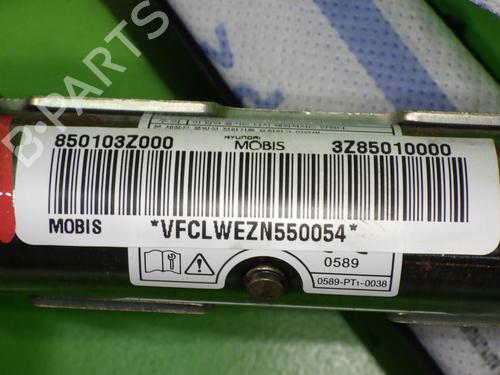 B-PARTS
HYUNDAI
MOBIS
850103Z000
3Z85010000
MOBIS
*VFCLWEZN550054*
0589
0589-PT1-0038